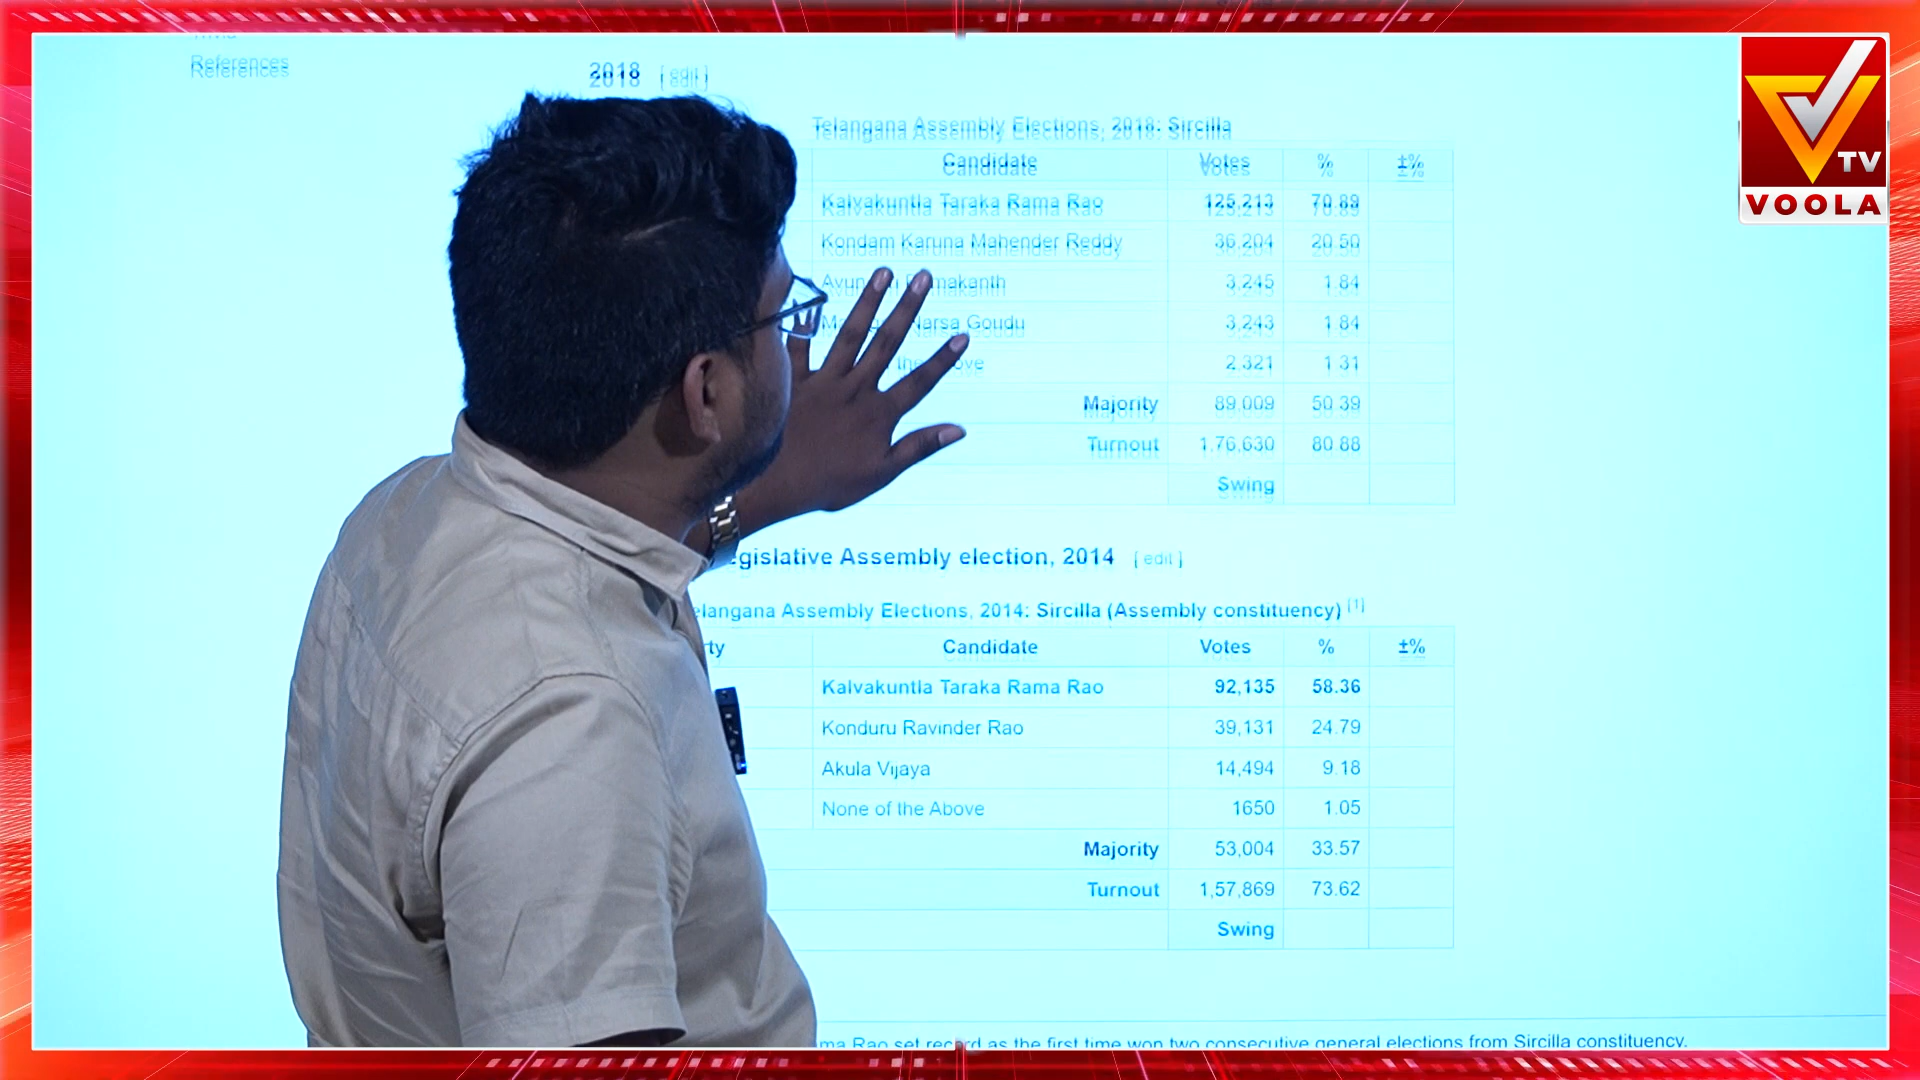 References
2018 [ edit ]
Telangana Assembly Elections, 2018: Sircilla
Candidate Votes % ±%
Kalvakuntla Taraka Rama Rao 125,213 70.89
Kondam Karuna Mahender Reddy 36,204 20.50
3,245 1.84
Narsa Goudu 3,243 1.84
2,321 1.31
Majority 89,009 50.39
Turnout 1,76,630 80.88
Swing
egislative Assembly election, 2014 [ edit ]
elangana Assembly Elections, 2014: Sircilla (Assembly constituency) [1]
rty Candidate Votes % ±%
Kalvakuntla Taraka Rama Rao 92,135 58.36
Konduru Ravinder Rao 39,131 24.79
Akula Vijaya 14,494 9.18
None of the Above 1650 1.05
Majority 53,004 33.57
Turnout 1,57,869 73.62
Swing
ma Rao set record as the first time won two consecutive general elections from Sircilla constituency.
TV
VOOLA